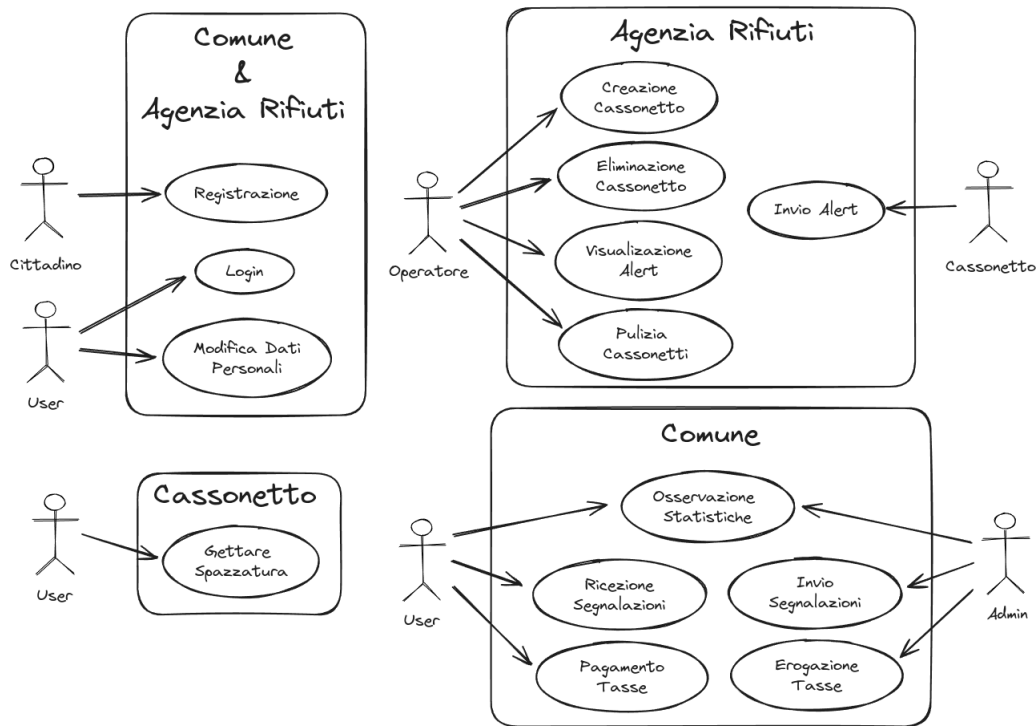 Comune
&
Agenzia Rifiuti
Registrazione
Login
Modifica Dati
Personali
Cittadino
User
Agenzia Rifiuti
Creazione
Cassonetto
Eliminazione
Cassonetto
Visualizazione
Alert
Pulizia
Cassonetti
Invio Alert
Operatore
Cassonetto
Cassonetto
Gettare
Spazzatura
User
Comune
Osservazione
Statistiche
Ricezione
Segnalazioni
Invio
Segnalazioni
Pagamento
Tasse
Erogazione
Tasse
User
Admin